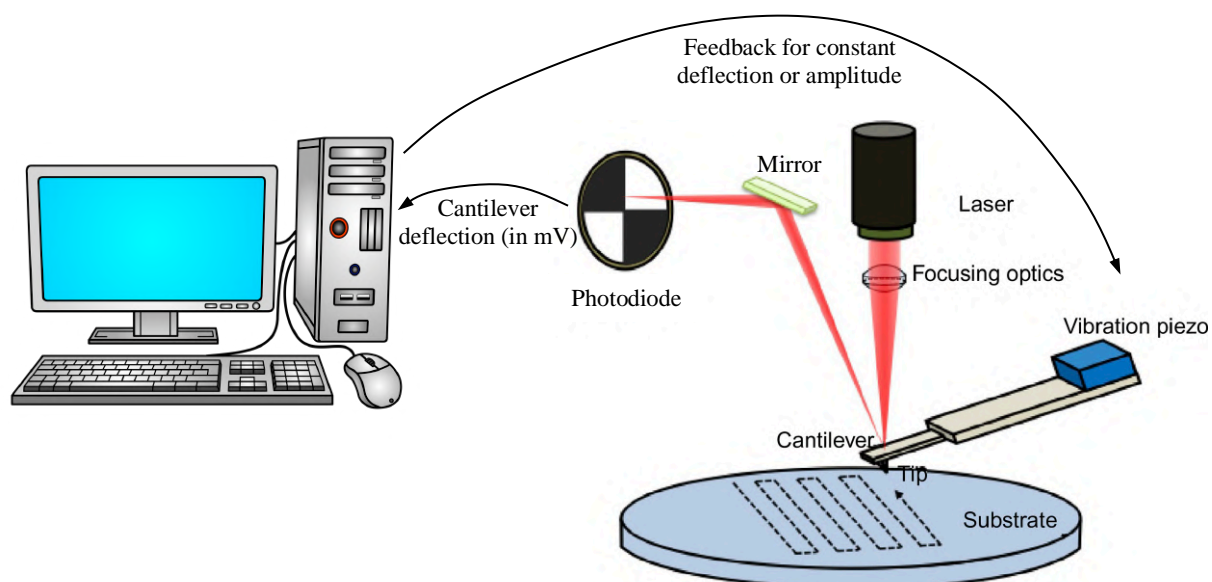 Feedback for constant
deflection or amplitude
Mirror
Laser
Cantilever
deflection (in mV)
Focusing optics
Photodiode
Vibration piezo
Cantilever
Tip
Substrate